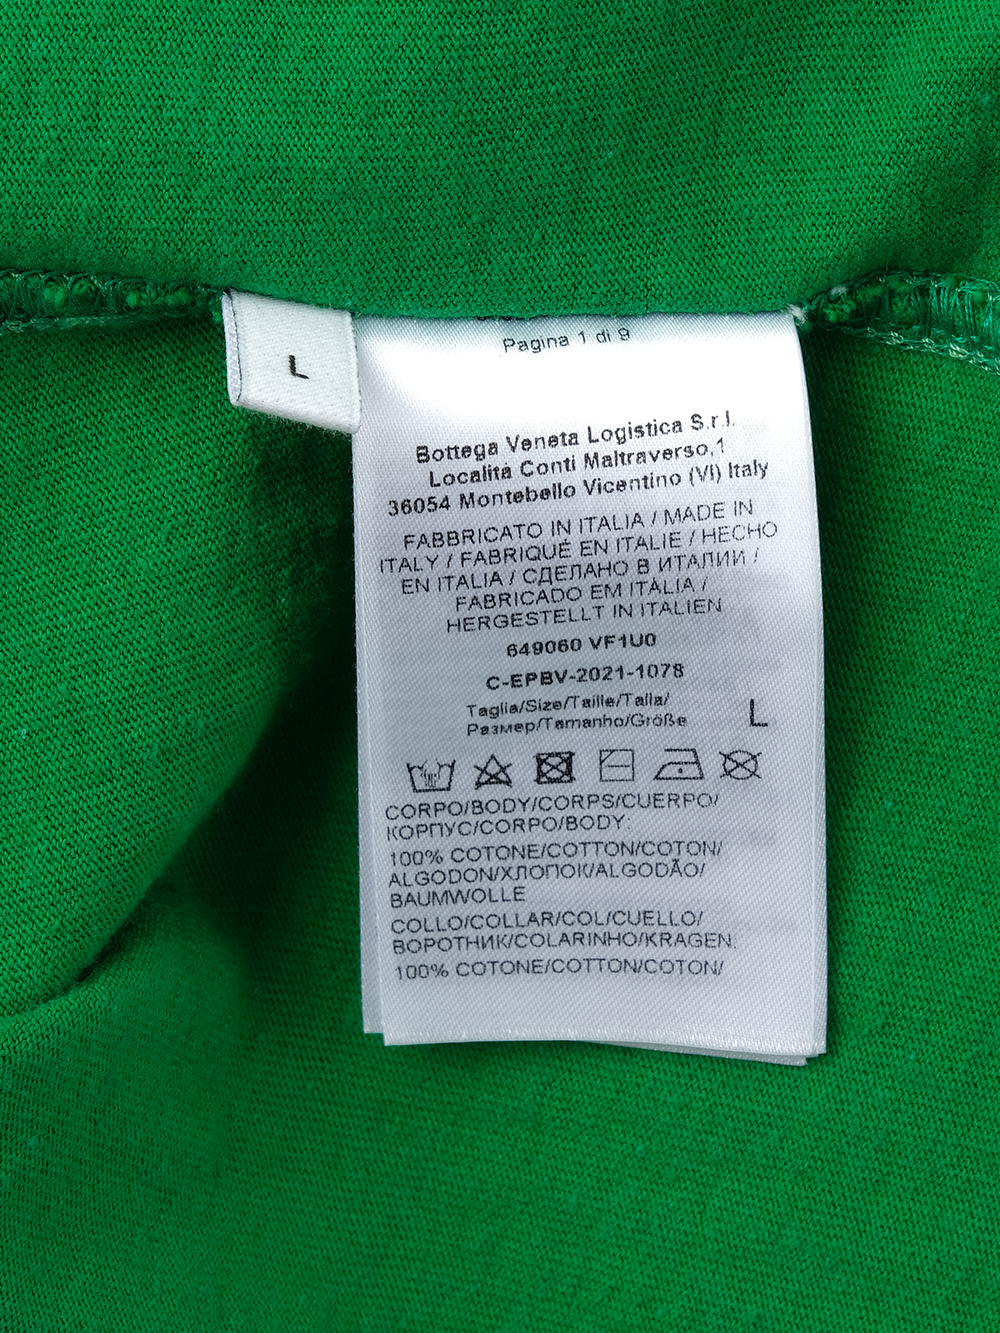 L
Pagina 1 di 9
Bottega Veneta Logistica S.r.l.
Località Conti Maltraverso,1
36054 Montebello Vicentino (VI) Italy
FABBRICATO IN ITALIA / MADE IN
ITALY / FABRIQUÉ EN ITALIE / HECHO
EN ITALIA / СДЕЛАНО В ИТАЛИИ /
FABRICADO EM ITÁLIA /
HERGESTELLT IN ITALIEN
649060 VF1U0
C-EPBV-2021-1078
Taglia/Size/Taille/Talla/
Размер/Tamanho/Größe L
CORPO/BODY/CORPS/CUERPO/
КОРПУС/CORPO/BODY:
100% COTONE/COTTON/COTON/
ALGODON/ХЛОПОК/ALGODÃO/
BAUMWOLLE
COLLO/COLLAR/COL/CUELLO/
ВОРОТНИК/COLARINHO/KRAGEN:
100% COTONE/COTTON/COTON/